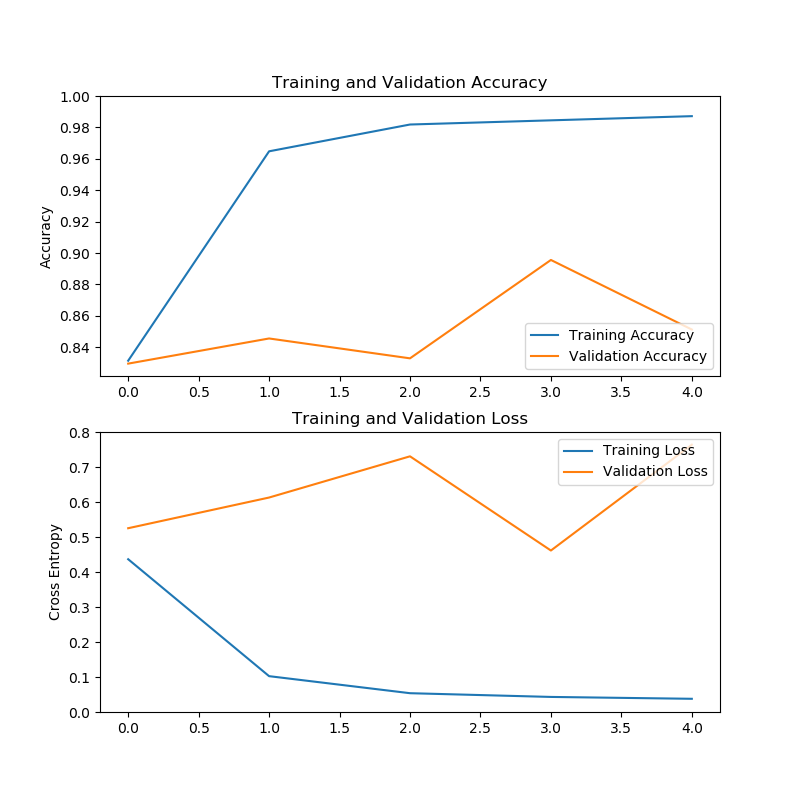 Training and Validation Accuracy
1.00
0.98
0.96
0.94
0.92
0.90
0.88
0.86
0.84
Accuracy
Training Accuracy
Validation Accuracy
0.0 0.5 1.0 1.5 2.0 2.5 3.0 3.5 4.0
Training and Validation Loss
0.8
0.7
0.6
0.5
0.4
0.3
0.2
0.1
0.0
Cross Entropy
Training Loss
Validation Loss
0.0 0.5 1.0 1.5 2.0 2.5 3.0 3.5 4.0